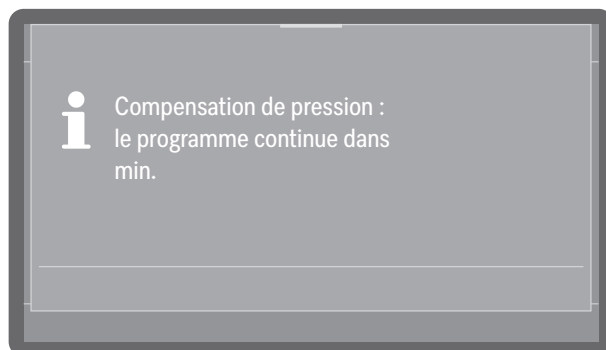 Compensation de pression :
le programme continue dans
min.